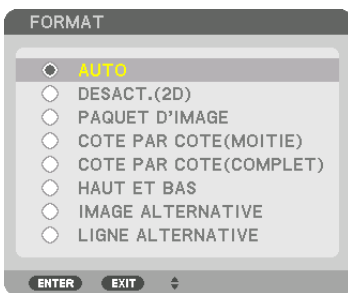 FORMAT
AUTO
DESACT.(2D)
PAQUET D'IMAGE
COTE PAR COTE(MOITIE)
COTE PAR COTE(COMPLET)
HAUT ET BAS
IMAGE ALTERNATIVE
LIGNE ALTERNATIVE
ENTER EXIT